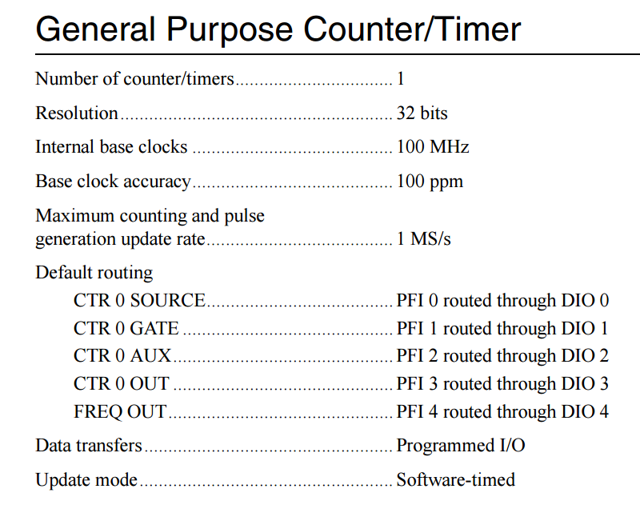 General Purpose Counter/Timer
Number of counter/timers................................ 1
Resolution........................................................ 32 bits
Internal base clocks ......................................... 100 MHz
Base clock accuracy......................................... 100 ppm
Maximum counting and pulse
generation update rate...................................... 1 MS/s
Default routing
CTR 0 SOURCE...................................... PFI 0 routed through DIO 0
CTR 0 GATE ........................................... PFI 1 routed through DIO 1
CTR 0 AUX............................................. PFI 2 routed through DIO 2
CTR 0 OUT ............................................. PFI 3 routed through DIO 3
FREQ OUT.............................................. PFI 4 routed through DIO 4
Data transfers................................................... Programmed I/O
Update mode.................................................... Software-timed